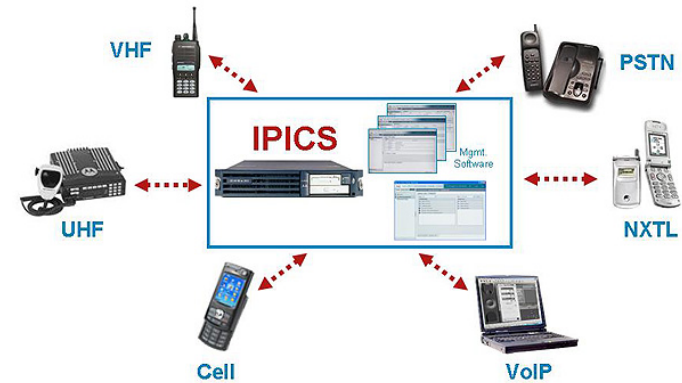 VHF
PSTN
IPICS
Mgmt.
Software
UHF
NXTL
Cell
VoIP